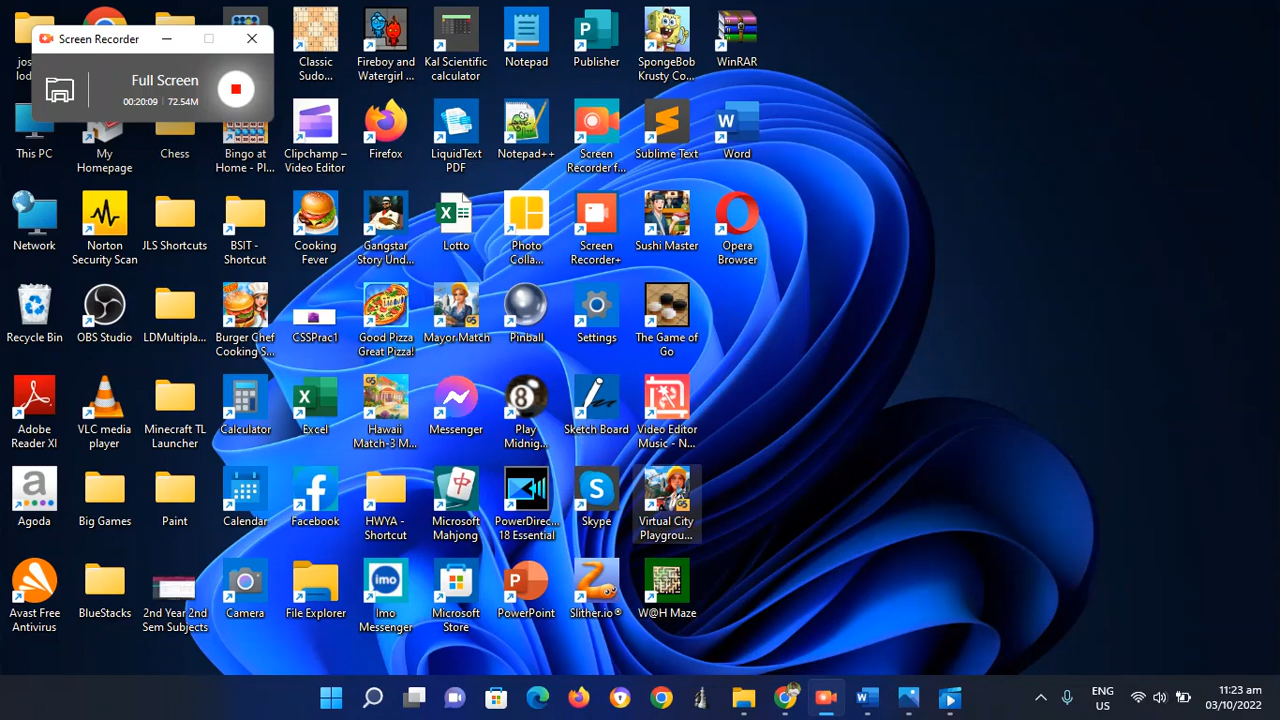 Screen Recorder
Full Screen
00:20:09 72.54M
jos
lod
Classic
Sudo...
Fireboy and
Watergirl ...
Kal Scientific
calculator
Notepad
Publisher
SpongeBob
Krusty Co...
WinRAR
This PC
My
Homepage
Chess
Bingo at
Home - Pl...
Clipchamp –
Video Editor
Firefox
LiquidText
PDF
Notepad++
Screen
Recorder f...
Sublime Text
Word
Network
Norton
Security Scan
JLS Shortcuts
BSIT -
Shortcut
Cooking
Fever
Gangstar
Story Und...
Lotto
Photo
Colla...
Screen
Recorder+
Sushi Master
Opera
Browser
Recycle Bin
OBS Studio
LDMultipla...
Burger Chef
Cooking S...
CSSPrac1
Good Pizza
Great Pizza!
Mayor Match
Pinball
Settings
The Game of
Go
Adobe
Reader XI
VLC media
player
Minecraft TL
Launcher
Calculator
Excel
Hawaii
Match-3 M...
Messenger
Play
Midnig...
Sketch Board
Video Editor
Music - N...
Agoda
Big Games
Paint
Calendar
Facebook
HWYA -
Shortcut
Microsoft
Mahjong
PowerDirec...
18 Essential
Skype
Virtual City
Playgrou...
Avast Free
Antivirus
BlueStacks
2nd Year 2nd
Sem Subjects
Camera
File Explorer
Imo
Messenger
Microsoft
Store
PowerPoint
Slither.io®
W@H Maze
ENG
US
11:23 am
03/10/2022